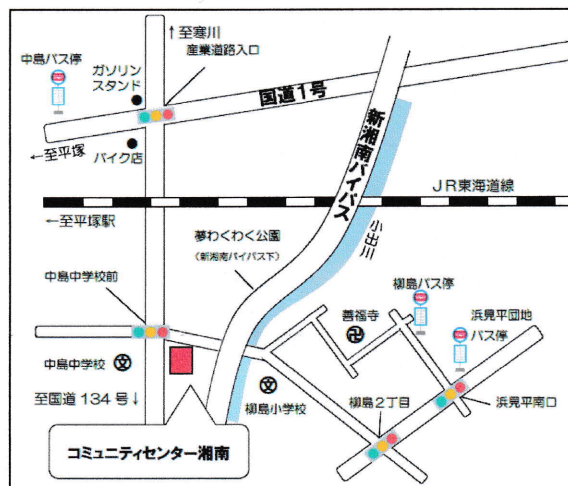 ↑至寒川
産業道路入口
中島バス停
ガソリン
スタンド
国道1号
←至平塚
バイク店
新湘南バイパス
JR東海道線
←至平塚駅
小出川
夢わくわく公園
(新湘南バイパス下)
中島中学校前
柳島バス停
善福寺
浜見平団地
バス停
中島中学校
文
文
至国道134号↓
柳島小学校
柳島2丁目
浜見平南口
コミュニティセンター湘南